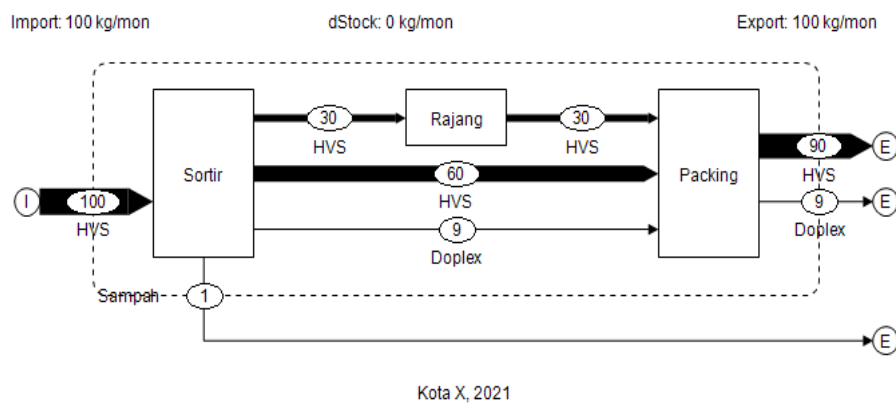 Import: 100 kg/mon
dStock: 0 kg/mon
Export: 100 kg/mon
30
HVS
Rajang
30
HVS
Sortir
60
HVS
Packing
90
HVS
E
I
100
HVS
9
Doplex
9
Doplex
E
Sampah
1
E
Kota X, 2021